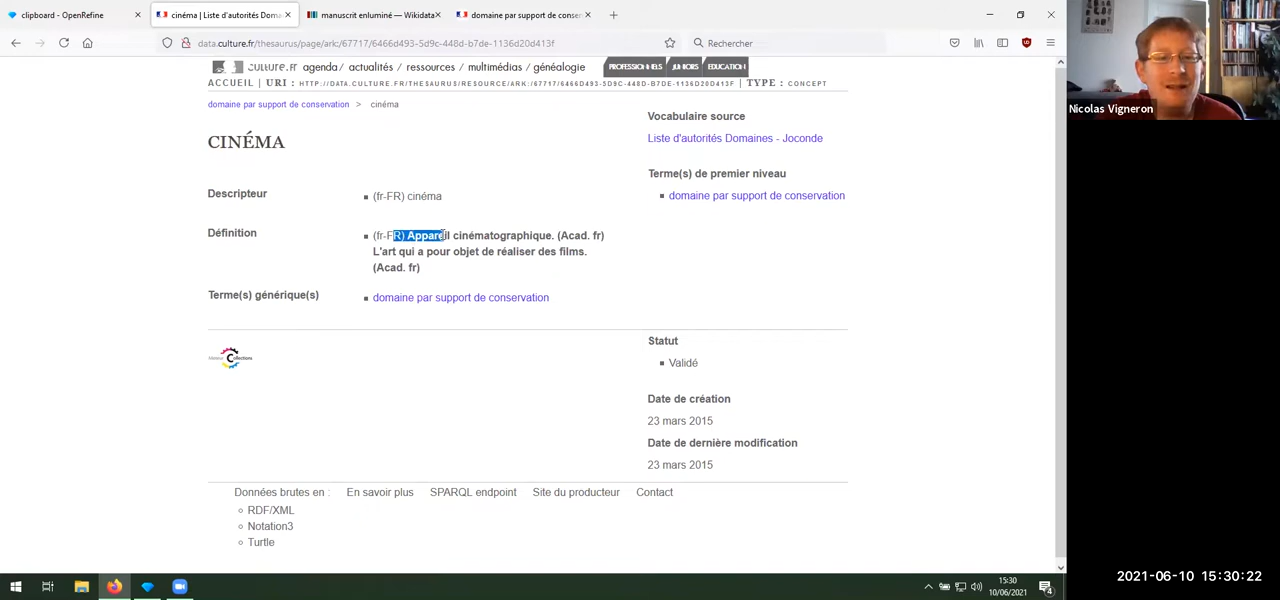 clipboard - OpenRefine
cinéma | Liste d'autorités Doma
manuscrit enluminé — Wikidata
domaine par support de conser
data.culture.fr/thesaurus/page/ark:/67717/6466d493-5d9c-448d-b7de-1136d20d413f
Rechercher
culture.fr agenda / actualités / ressources / multimédias / généalogie
PROFESSIONNELS JUNIORS EDUCATION
ACCUEIL | URI : HTTP://DATA.CULTURE.FR/THESAURUS/RESOURCE/ARK:/67717/6466D493-5D9C-448D-B7DE-1136D20D413F | TYPE : CONCEPT
domaine par support de conservation > cinéma
CINÉMA
Descripteur
(fr-FR) cinéma
Définition
(fr-FR) Appareil cinématographique. (Acad. fr)
L'art qui a pour objet de réaliser des films.
(Acad. fr)
Terme(s) générique(s)
domaine par support de conservation
Vocabulaire source
Liste d'autorités Domaines - Joconde
Terme(s) de premier niveau
domaine par support de conservation
Statut
Validé
Date de création
23 mars 2015
Date de dernière modification
23 mars 2015
Données brutes en : En savoir plus SPARQL endpoint Site du producteur Contact
RDF/XML
Notation3
Turtle
Nicolas Vigneron
15:30
10/06/2021
4
2021-06-10 15:30:22